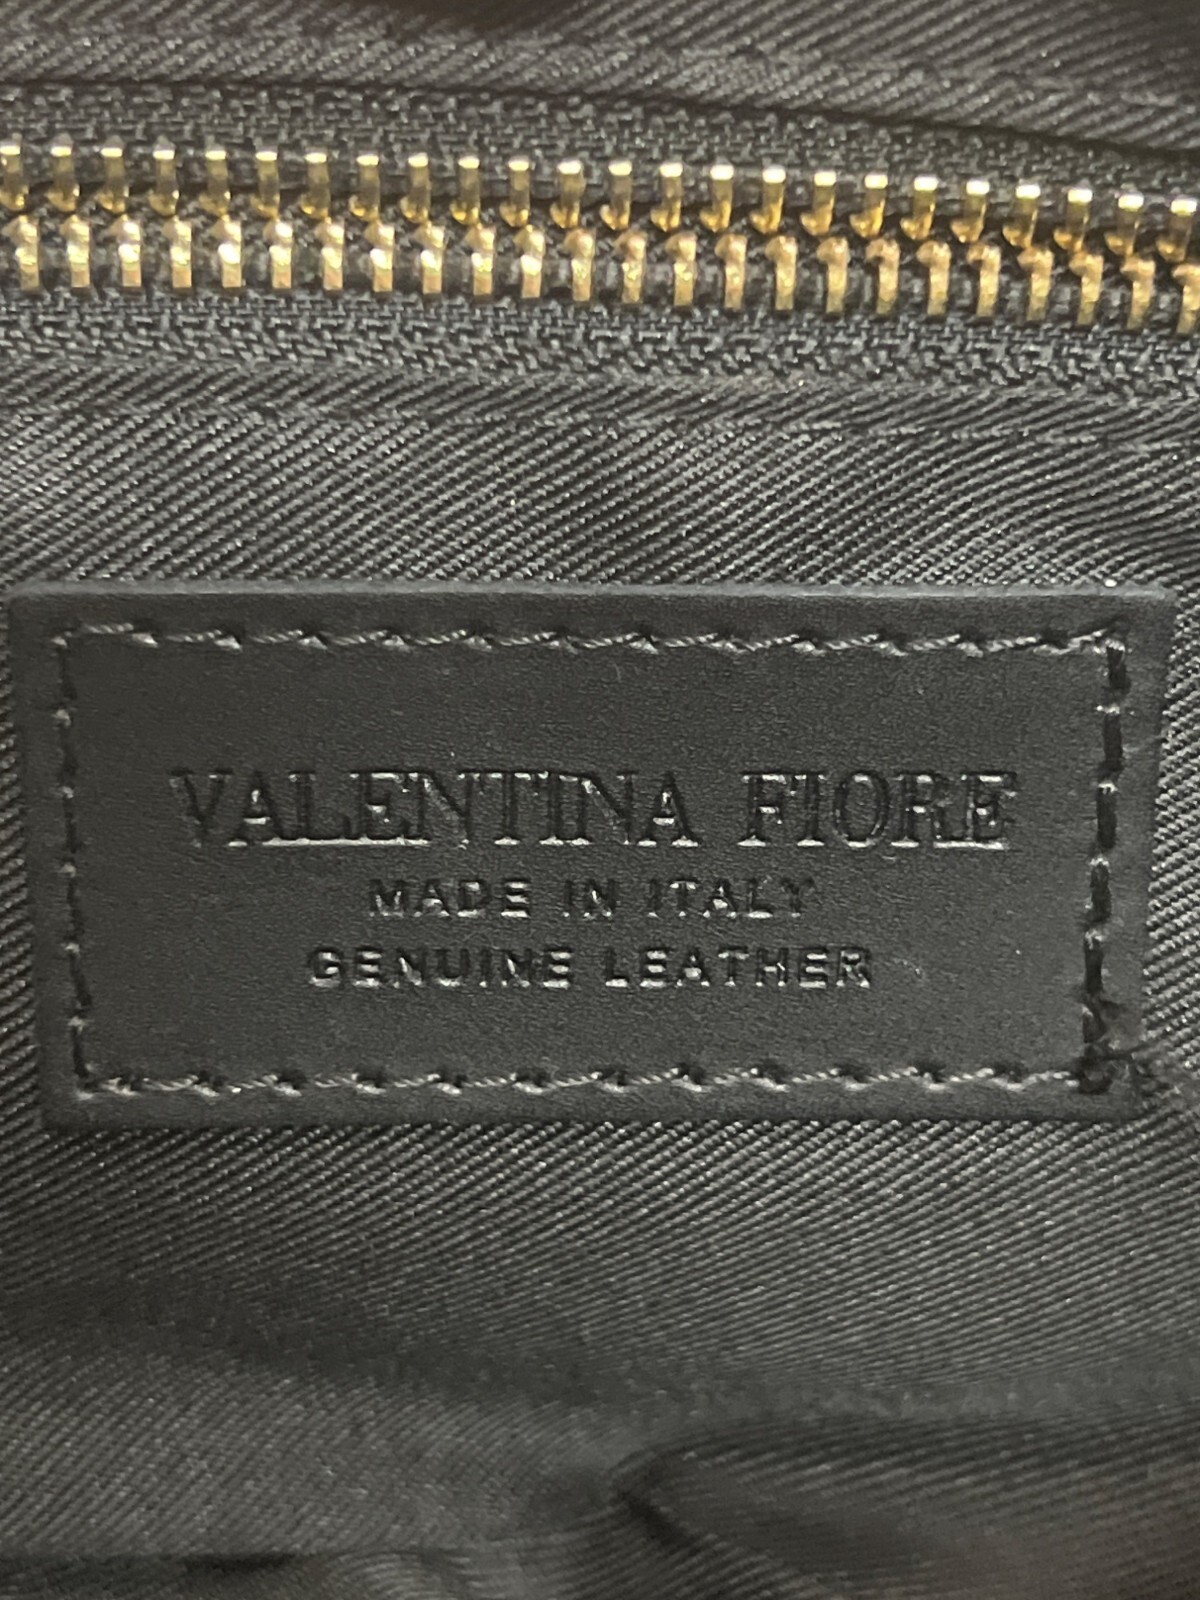 VALENTINA FIORE
MADE IN ITALY
GENUINE LEATHER